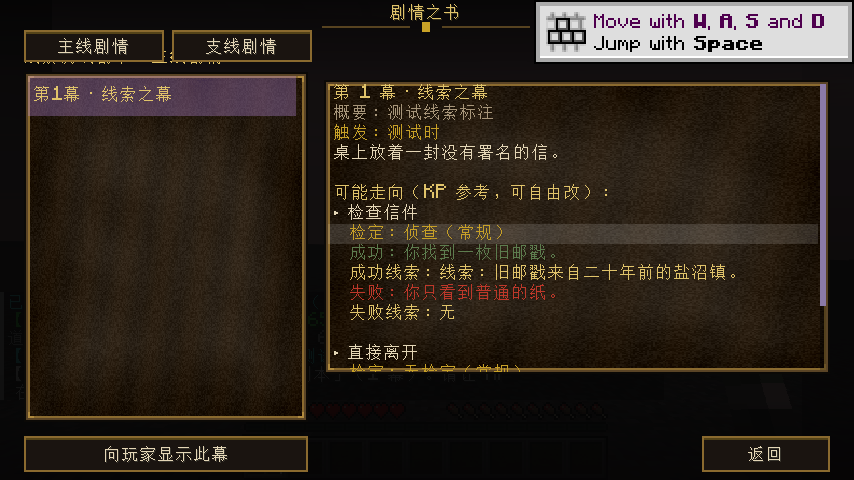 剧情之书
Move with W, A, S and D
Jump with Space
主线剧情
支线剧情
第1幕 · 线索之幕
第 1 幕 · 线索之幕
概要：测试线索标注
触发：测试时
桌上放着一封没有署名的信。
可能走向（KP 参考，可自由改）：
▸ 检查信件
检定：侦查（常规）
成功：你找到一枚旧邮戳。
成功线索：线索：旧邮戳来自二十年前的盐沼镇。
失败：你只看到普通的纸。
失败线索：无
▸ 直接离开
检定：无检定（常规）
向玩家显示此幕
返回